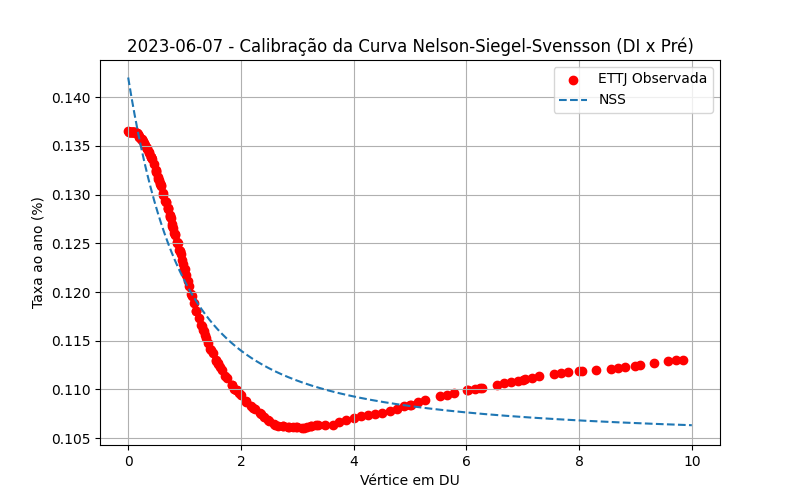 2023-06-07 - Calibração da Curva Nelson-Siegel-Svensson (DI x Pré)
ETTJ Observada
NSS
Taxa ao ano (%)
0.140
0.135
0.130
0.125
0.120
0.115
0.110
0.105
0 2 4 6 8 10
Vértice em DU